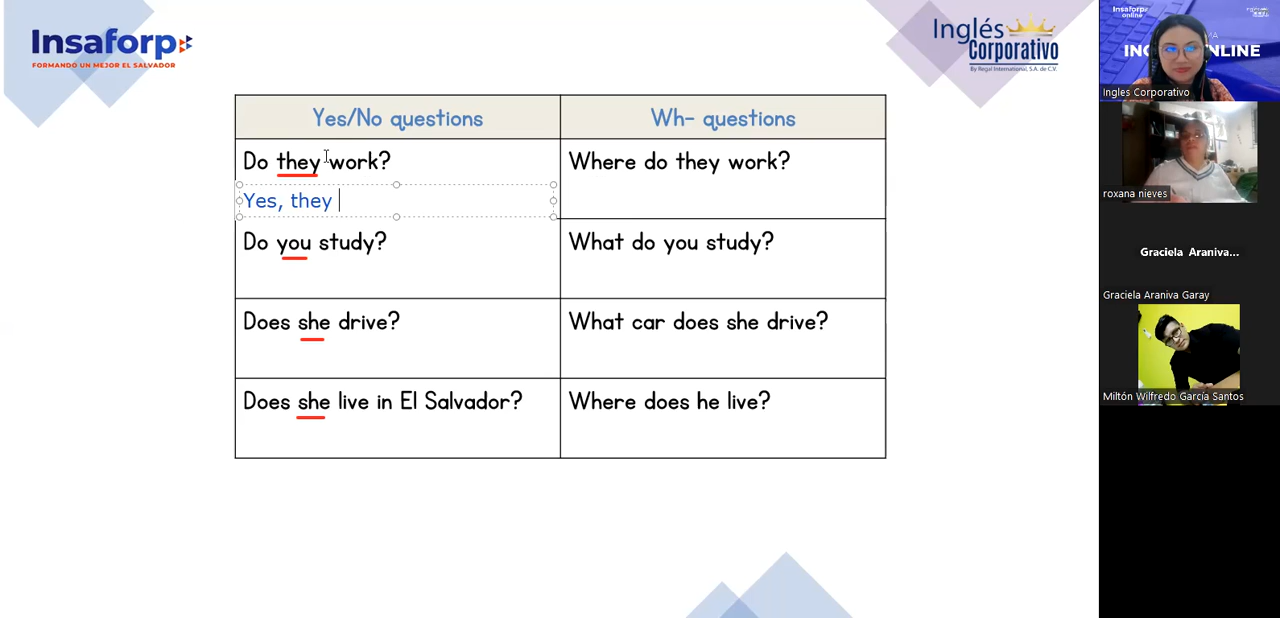 Insaforp
FORMANDO UN MEJOR EL SALVADOR
Inglés
Corporativo
By Regal International, S.A. de C.V.
Yes/No questions
Wh- questions
Do they work?
Where do they work?
Yes, they
Do you study?
What do you study?
Does she drive?
What car does she drive?
Does she live in El Salvador?
Where does he live?
Insaforp
online
Ingles Corporativo
roxana nieves
Graciela Araniva...
Graciela Araniva Garay
Miltón Wilfredo García Santos